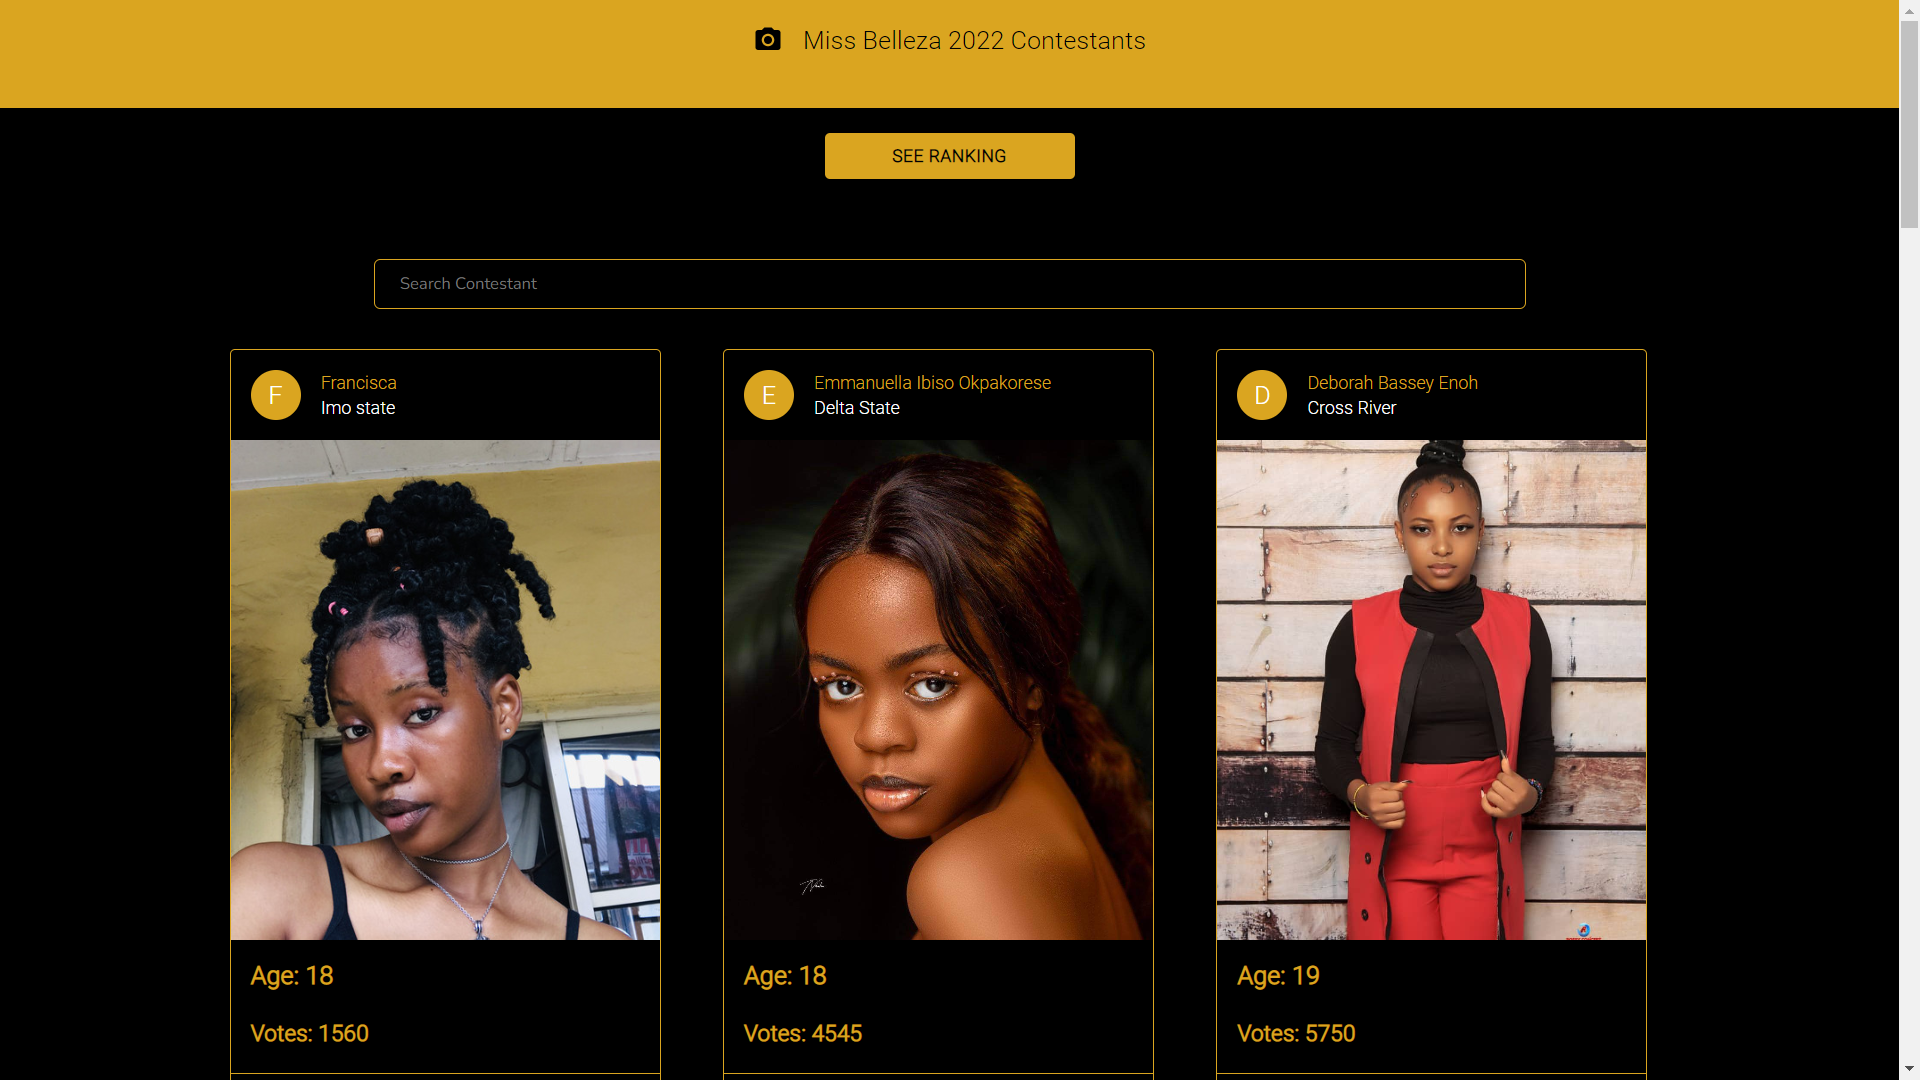 Miss Belleza 2022 Contestants
SEE RANKING
Search Contestant
F
Francisca
Imo state
E
Emmanuella Ibiso Okpakorese
Delta State
D
Deborah Bassey Enoh
Cross River
Age: 18
Votes: 1560
Age: 18
Votes: 4545
Age: 19
Votes: 5750